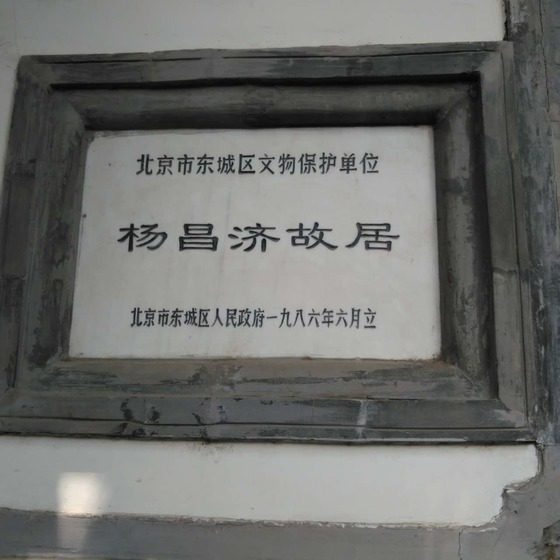 北京市东城区文物保护单位
杨昌济故居
北京市东城区人民政府一九八六年六月立